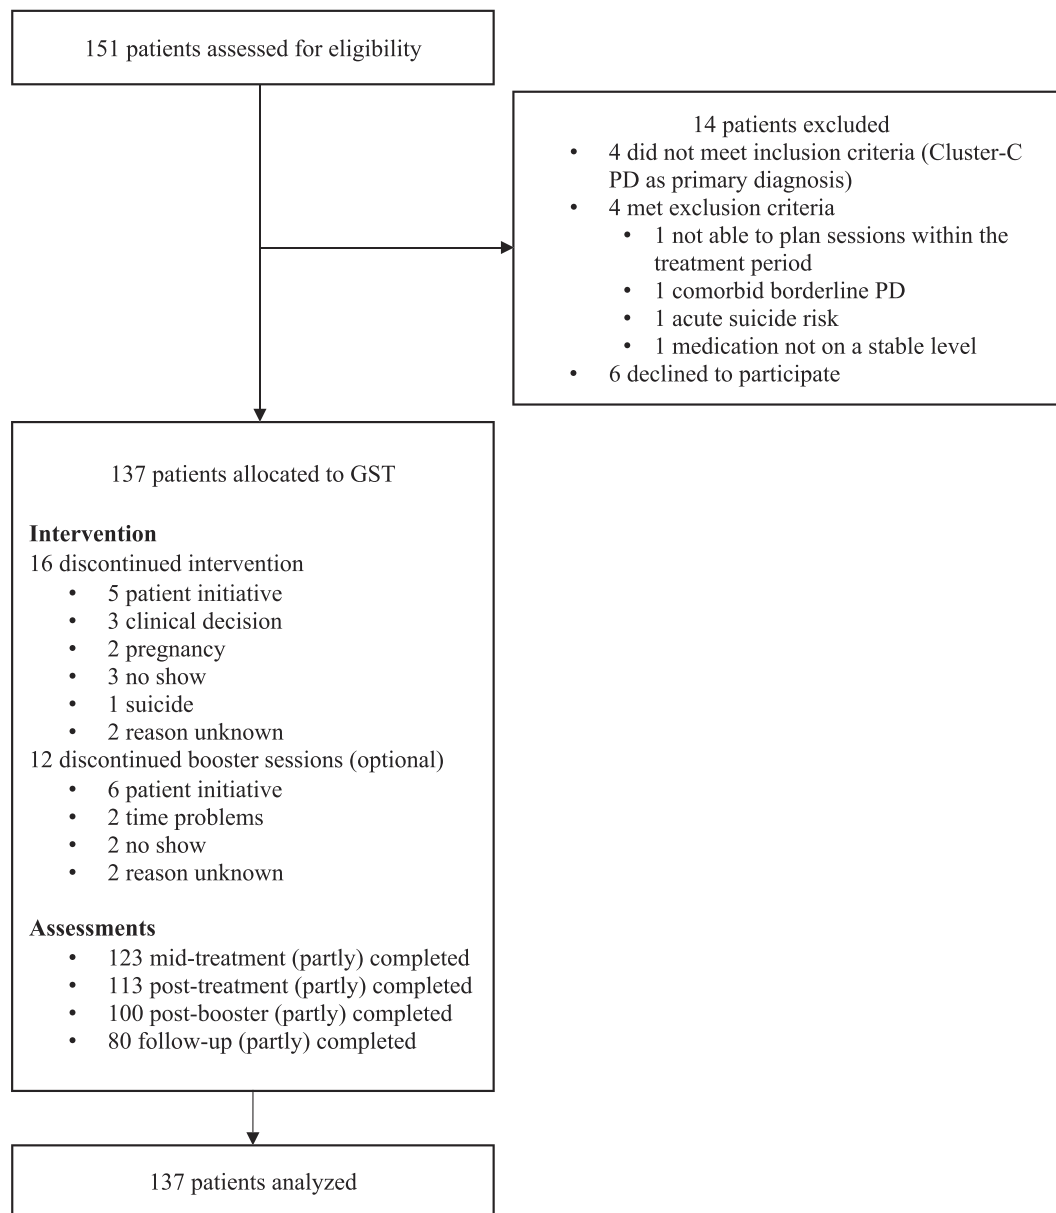 151 patients assessed for eligibility
14 patients excluded
• 4 did not meet inclusion criteria (Cluster-C
PD as primary diagnosis)
• 4 met exclusion criteria
• 1 not able to plan sessions within the
treatment period
• 1 comorbid borderline PD
• 1 acute suicide risk
• 1 medication not on a stable level
• 6 declined to participate
137 patients allocated to GST
Intervention
16 discontinued intervention
• 5 patient initiative
• 3 clinical decision
• 2 pregnancy
• 3 no show
• 1 suicide
• 2 reason unknown
12 discontinued booster sessions (optional)
• 6 patient initiative
• 2 time problems
• 2 no show
• 2 reason unknown
Assessments
• 123 mid-treatment (partly) completed
• 113 post-treatment (partly) completed
• 100 post-booster (partly) completed
• 80 follow-up (partly) completed
137 patients analyzed